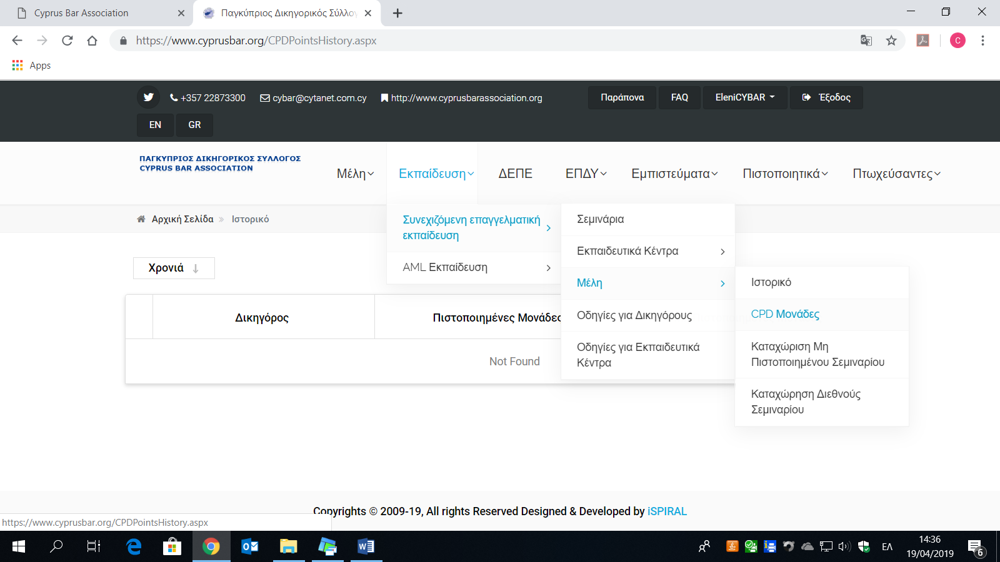 Cyprus Bar Association
Παγκύπριος Δικηγορικός Σύλλογ
https://www.cyprusbar.org/CPDPointsHistory.aspx
C
Apps
+357 22873300
cybar@cytanet.com.cy
http://www.cyprusbarassociation.org
Παράπονα
FAQ
EleniCYBAR
Έξοδος
EN
GR
ΠΑΓΚΥΠΡΙΟΣ ΔΙΚΗΓΟΡΙΚΟΣ ΣΥΛΛΟΓΟΣ
CYPRUS BAR ASSOCIATION
Μέλη
Εκπαίδευση
ΔΕΠΕ
ΕΠΔΥ
Εμπιστεύματα
Πιστοποιητικά
Πτωχεύσαντες
Αρχική Σελίδα » Ιστορικό
Συνεχιζόμενη επαγγελματική
εκπαίδευση
AML Εκπαίδευση
Σεμινάρια
Εκπαιδευτικά Κέντρα
Μέλη
Οδηγίες για Δικηγόρους
Οδηγίες για Εκπαιδευτικά
Κέντρα
Ιστορικό
CPD Μονάδες
Καταχώριση Μη
Πιστοποιημένου Σεμιναρίου
Καταχώρηση Διεθνούς
Σεμιναρίου
Χρονιά
Δικηγόρος
Πιστοποιημένες Μονάδες
Not Found
Copyrights © 2009-19, All rights Reserved Designed & Developed by iSPIRAL
https://www.cyprusbar.org/CPDPointsHistory.aspx
ΕΛ
14:36
19/04/2019
6